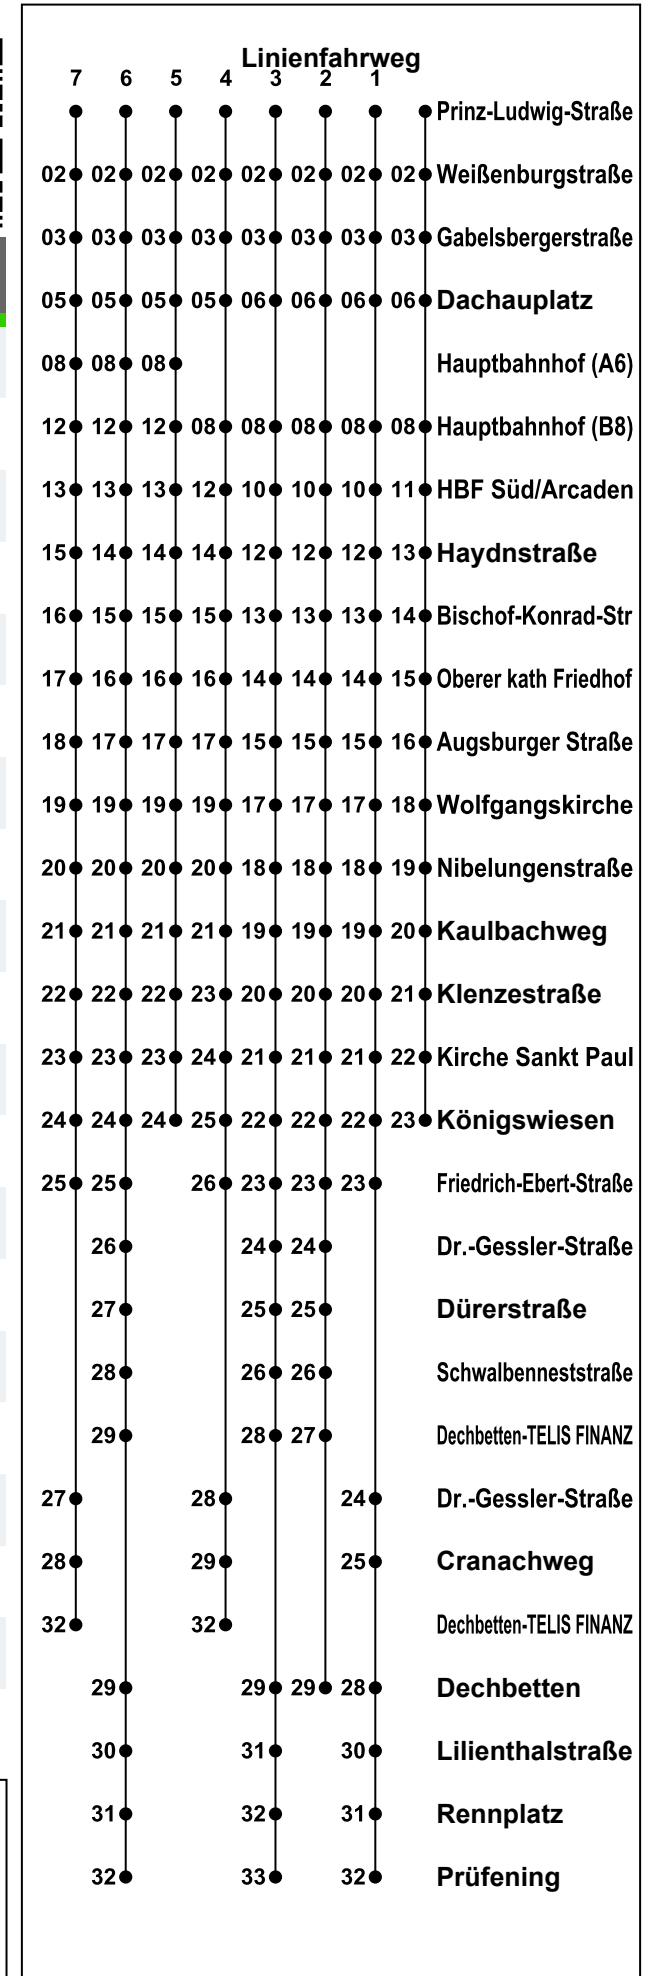 Linienfahrweg
7 6 5 4 3 2 1
Prinz-Ludwig-Straße
02 02 02 02 02 02 02 02 Weißenburgstraße
03 03 03 03 03 03 03 03 Gabelsbergerstraße
05 05 05 05 06 06 06 06 Dachauplatz
08 08 08 Hauptbahnhof (A6)
12 12 12 08 08 08 08 08 Hauptbahnhof (B8)
13 13 13 12 10 10 10 11 HBF Süd/Arcaden
15 14 14 14 12 12 12 13 Haydnstraße
16 15 15 15 13 13 13 14 Bischof-Konrad-Str
17 16 16 16 14 14 14 15 Oberer kath Friedhof
18 17 17 17 15 15 15 16 Augsburger Straße
19 19 19 19 17 17 17 18 Wolfgangskirche
20 20 20 20 18 18 18 19 Nibelungenstraße
21 21 21 21 19 19 19 20 Kaulbachweg
22 22 22 23 20 20 20 21 Klenzestraße
23 23 23 24 21 21 21 22 Kirche Sankt Paul
24 24 24 25 22 22 22 23 Königswiesen
25 25 26 23 23 23 Friedrich-Ebert-Straße
26 24 24 Dr.-Gessler-Straße
27 25 25 Dürerstraße
28 26 26 Schwalbenneststraße
29 28 27 Dechbetten-TELIS FINANZ
27 28 24 Dr.-Gessler-Straße
28 29 25 Cranachweg
32 32 Dechbetten-TELIS FINANZ
29 29 29 28 Dechbetten
30 31 30 Lilienthalstraße
31 32 31 Rennplatz
32 33 32 Prüfening